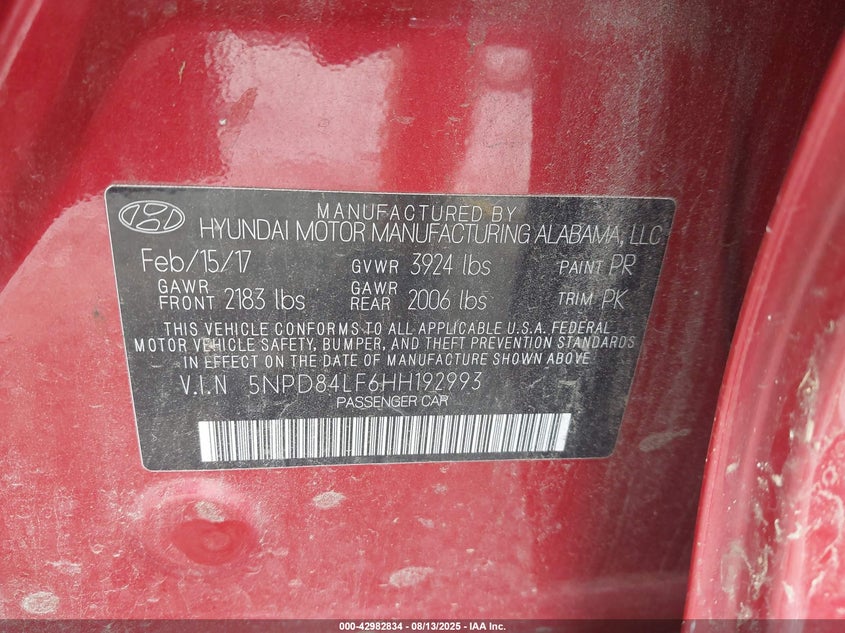 MANUFACTURED BY
HYUNDAI MOTOR MANUFACTURING ALABAMA, LLC
Feb/15/17 GVWR 3924 lbs PAINT PR
GAWR FRONT 2183 lbs GAWR REAR 2006 lbs TRIM PK
THIS VEHICLE CONFORMS TO ALL APPLICABLE U.S.A. FEDERAL
MOTOR VEHICLE SAFETY, BUMPER, AND THEFT PREVENTION STANDARDS
IN EFFECT ON THE DATE OF MANUFACTURE SHOWN ABOVE
V.I.N 5NPD84LF6HH192993
PASSENGER CAR
000-42982834 - 08/13/2025 - IAA Inc.